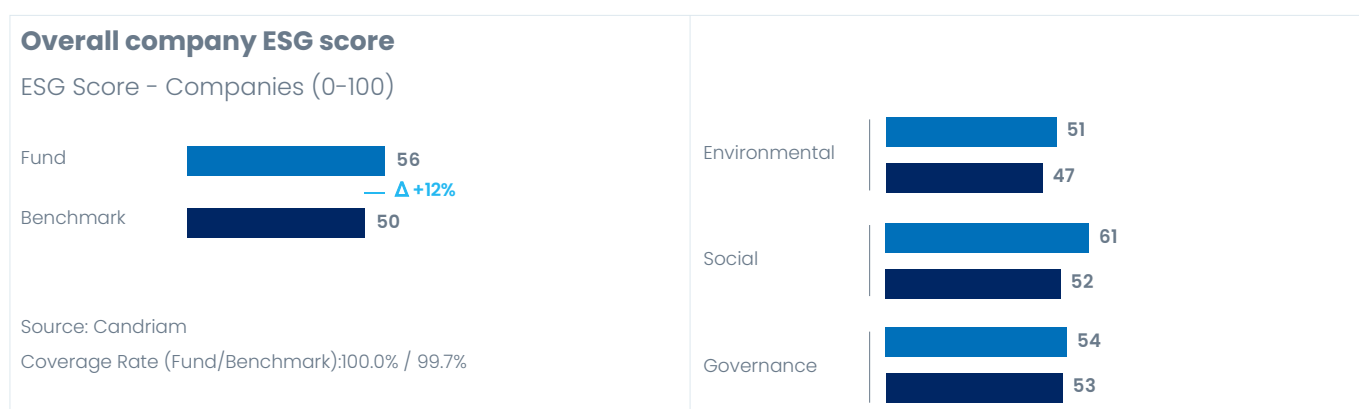 Overall company ESG score
ESG Score - Companies (0-100)
Fund
56
Δ +12%
Benchmark
50
Source: Candriam
Coverage Rate (Fund/Benchmark):100.0% / 99.7%
51
Environmental
47
61
Social
52
54
Governance
53